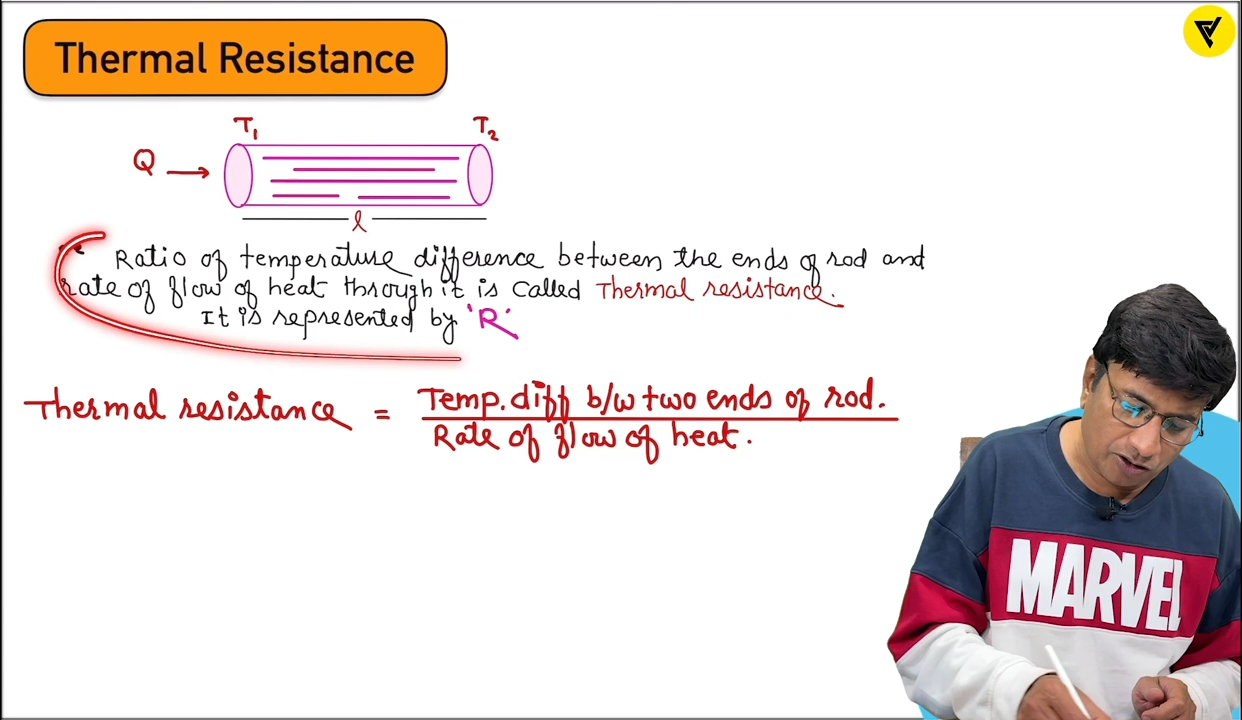 Thermal Resistance
T1 T2
Q
l
Ratio of temperature difference between the ends of rod and
rate of flow of heat through it is called Thermal resistance.
It is represented by 'R'
Thermal resistance = Temp. diff b/w two ends of rod.
Rate of flow of heat.
MARVEL